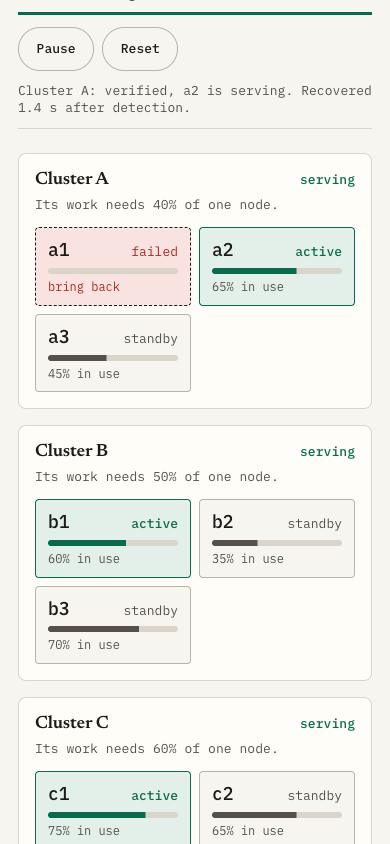 Pause
Reset
Cluster A: verified, a2 is serving. Recovered
1.4 s after detection.
Cluster A
serving
Its work needs 40% of one node.
a1
failed
bring back
a2
active
65% in use
a3
standby
45% in use
Cluster B
serving
Its work needs 50% of one node.
b1
active
60% in use
b2
standby
35% in use
b3
standby
70% in use
Cluster C
serving
Its work needs 60% of one node.
c1
active
75% in use
c2
standby
65% in use